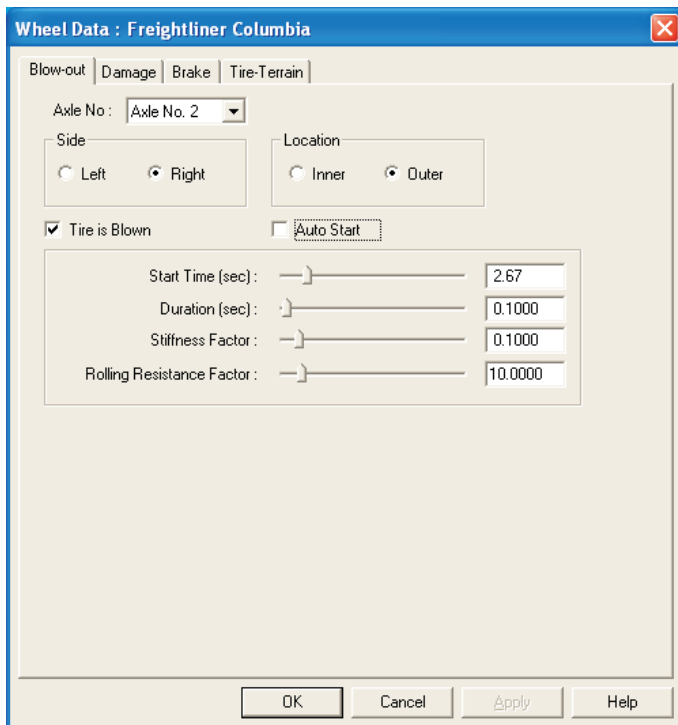 Wheel Data : Freightliner Columbia
Blow-out Damage Brake Tire-Terrain
Axle No : Axle No. 2
Side Location
Left Right Inner Outer
Tire is Blown Auto Start
Start Time (sec) : 2.67
Duration (sec) : 0.1000
Stiffness Factor : 0.1000
Rolling Resistance Factor : 10.0000
OK Cancel Apply Help